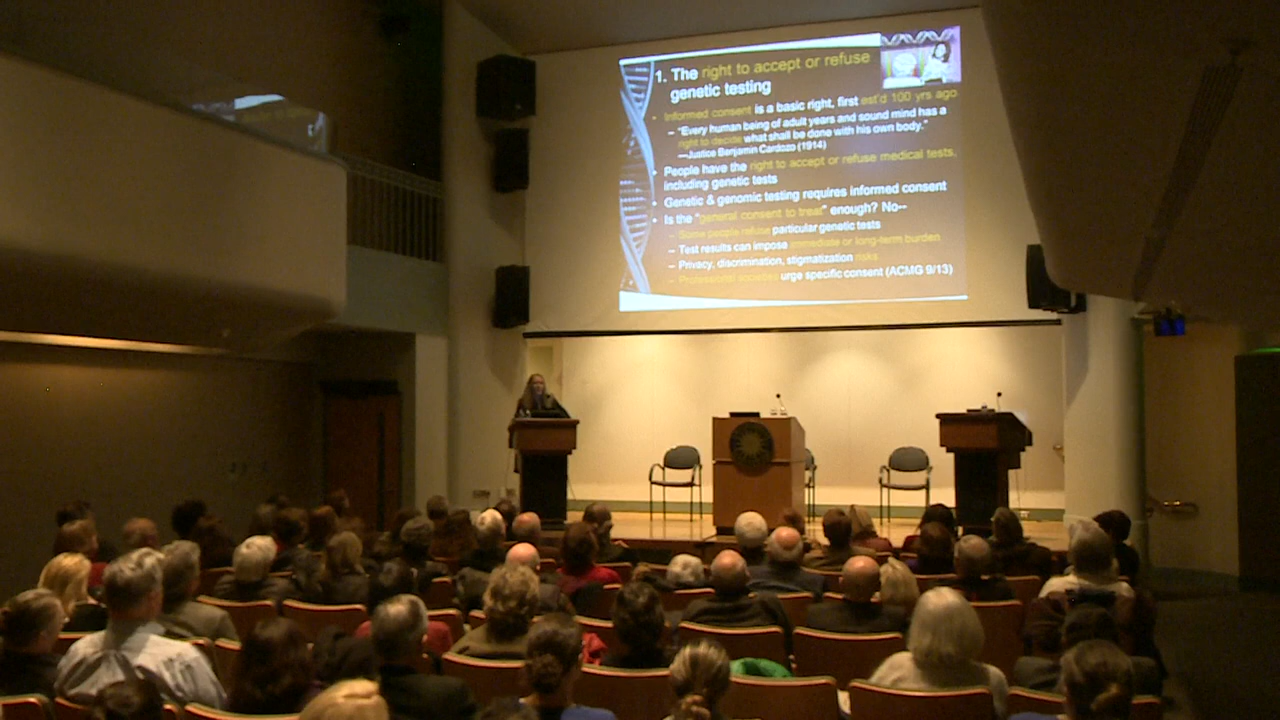 1. The right to accept or refuse
genetic testing
• Informed consent is a basic right, first est'd 100 yrs ago
– "Every human being of adult years and sound mind has a
right to decide what shall be done with his own body."
—Justice Benjamin Cardozo (1914)
• People have the right to accept or refuse medical tests,
including genetic tests
• Genetic & genomic testing requires informed consent
• Is the "general consent to treat" enough? No--
– Some people refuse particular genetic tests
– Test results can impose immediate or long-term burden
– Privacy, discrimination, stigmatization risks
– Professional societies urge specific consent (ACMG 9/13)